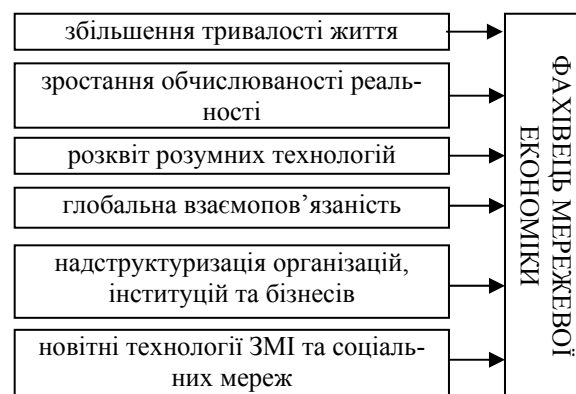 збільшення тривалості життя
зростання обчислюваності реаль-
ності
розквіт розумних технологій
глобальна взаємопов’язаність
надструктуризація організацій,
інституцій та бізнесів
новітні технології ЗМІ та соціаль-
них мереж
ФАХІВЕЦЬ МЕРЕЖЕВОЇ
ЕКОНОМІКИ